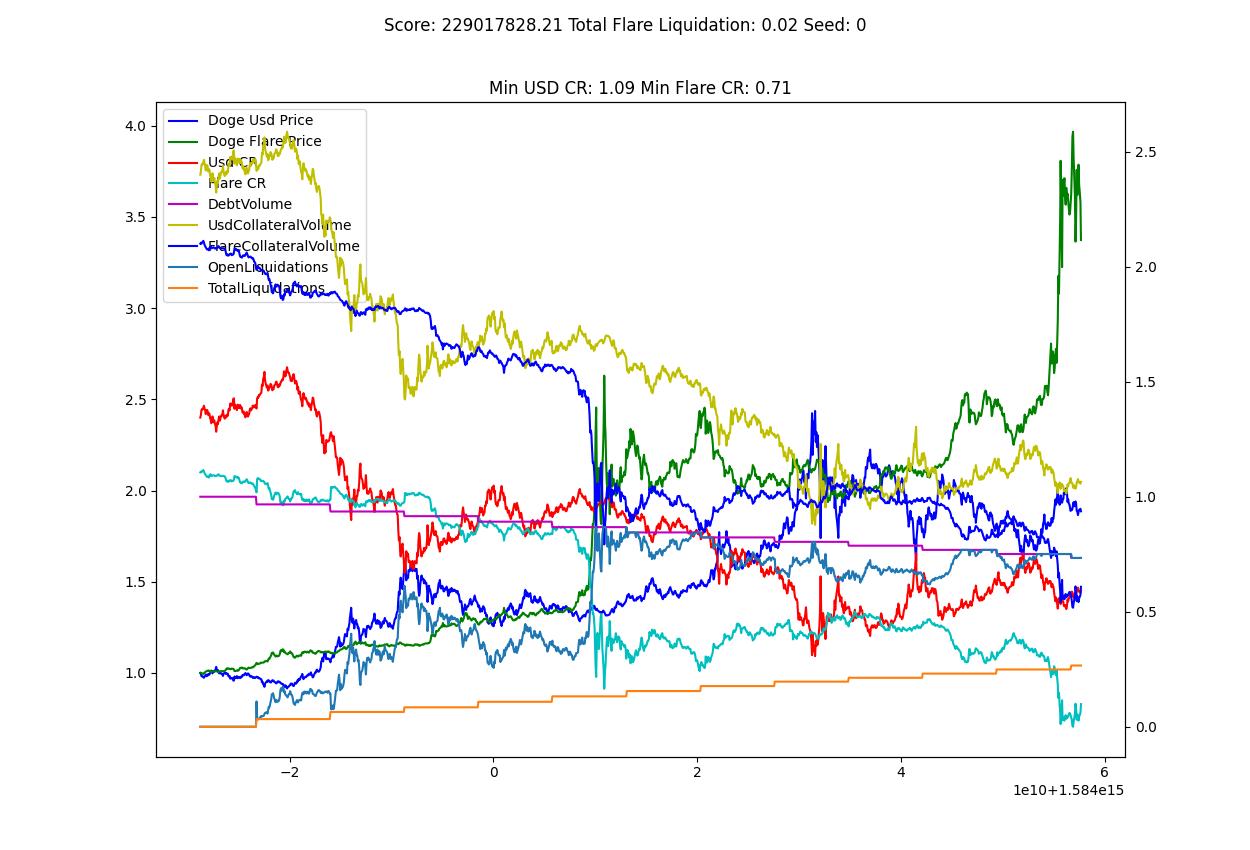 Score: 229017828.21 Total Flare Liquidation: 0.02 Seed: 0
Min USD CR: 1.09 Min Flare CR: 0.71
Doge Usd Price
Doge Flare Price
Usd CR
Flare CR
DebtVolume
UsdCollateralVolume
FlareCollateralVolume
OpenLiquidations
TotalLiquidations
4.0
3.5
3.0
2.5
2.0
1.5
1.0
2.5
2.0
1.5
1.0
0.5
0.0
−2
0
2
4
6
1e10+1.584e15